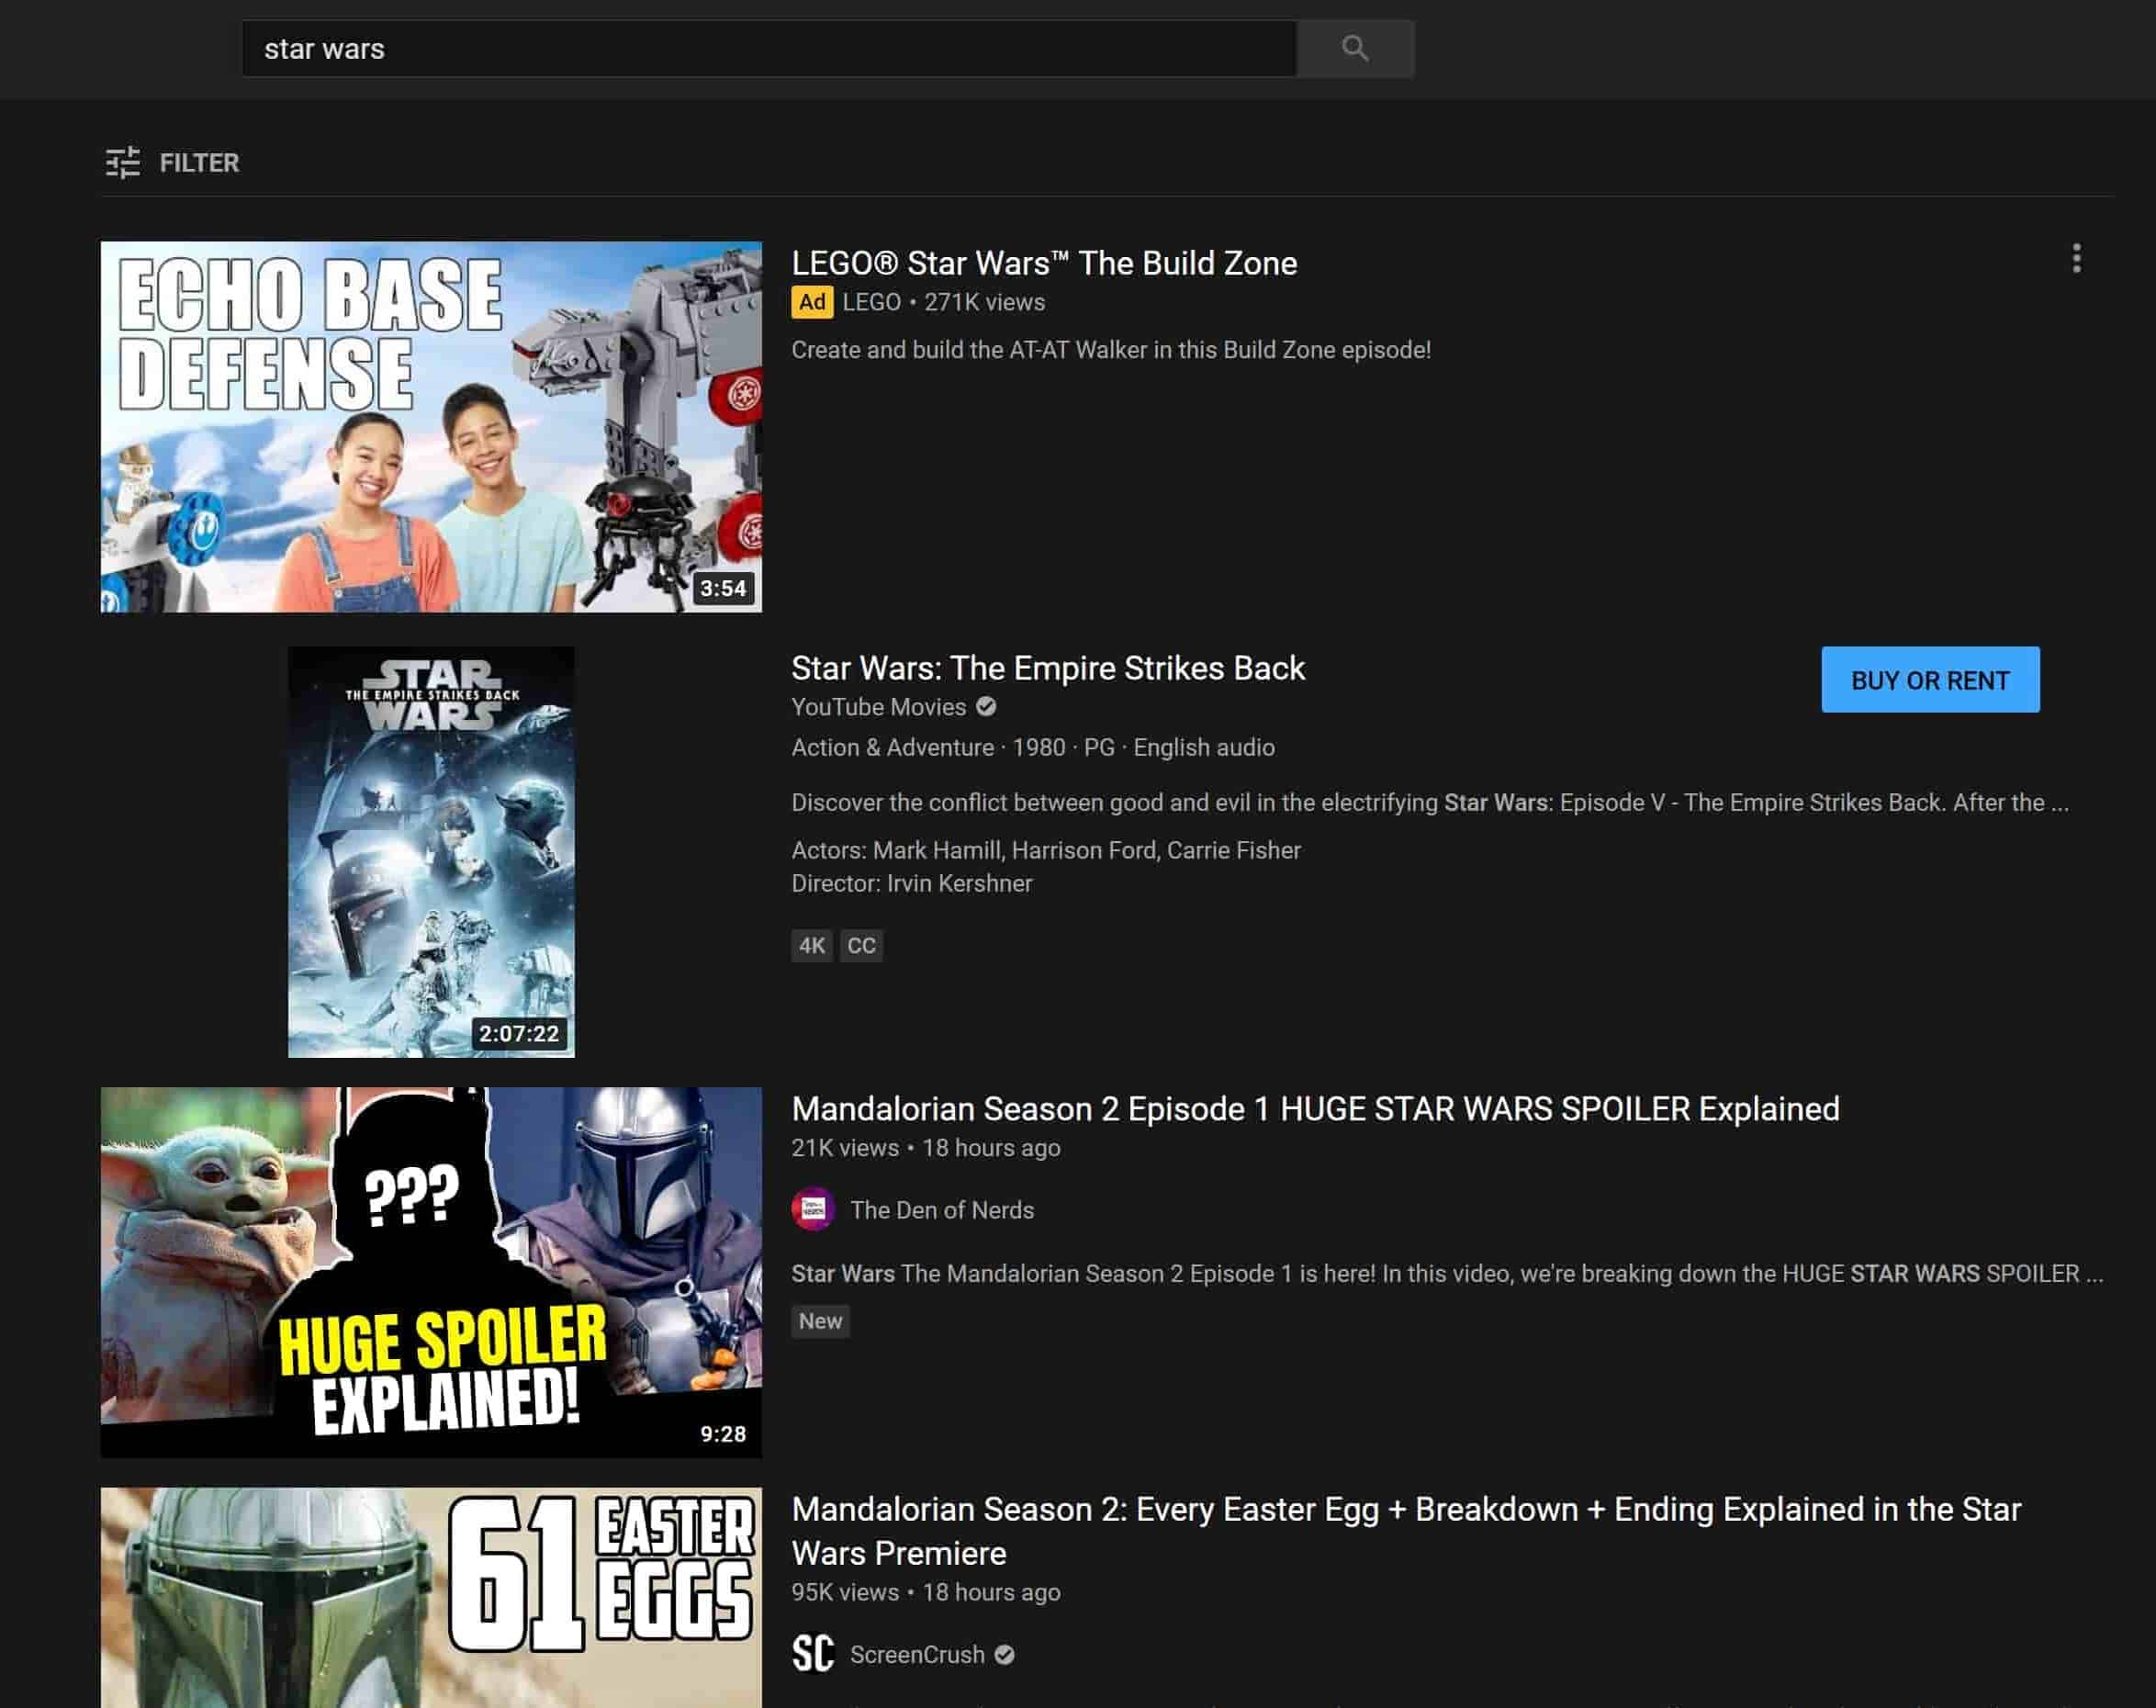 star wars
FILTER
ECHO BASE
DEFENSE
3:54
LEGO® Star Wars™ The Build Zone
Ad LEGO • 271K views
Create and build the AT-AT Walker in this Build Zone episode!
STAR
THE EMPIRE STRIKES BACK
WARS
2:07:22
Star Wars: The Empire Strikes Back
BUY OR RENT
YouTube Movies
Action & Adventure · 1980 · PG · English audio
Discover the conflict between good and evil in the electrifying Star Wars: Episode V - The Empire Strikes Back. After the ...
Actors: Mark Hamill, Harrison Ford, Carrie Fisher
Director: Irvin Kershner
4K CC
???
HUGE SPOILER
EXPLAINED!
9:28
Mandalorian Season 2 Episode 1 HUGE STAR WARS SPOILER Explained
21K views • 18 hours ago
The Den of Nerds
Star Wars The Mandalorian Season 2 Episode 1 is here! In this video, we're breaking down the HUGE STAR WARS SPOILER ...
New
61 EASTER
EGGS
Mandalorian Season 2: Every Easter Egg + Breakdown + Ending Explained in the Star
Wars Premiere
95K views • 18 hours ago
SC ScreenCrush